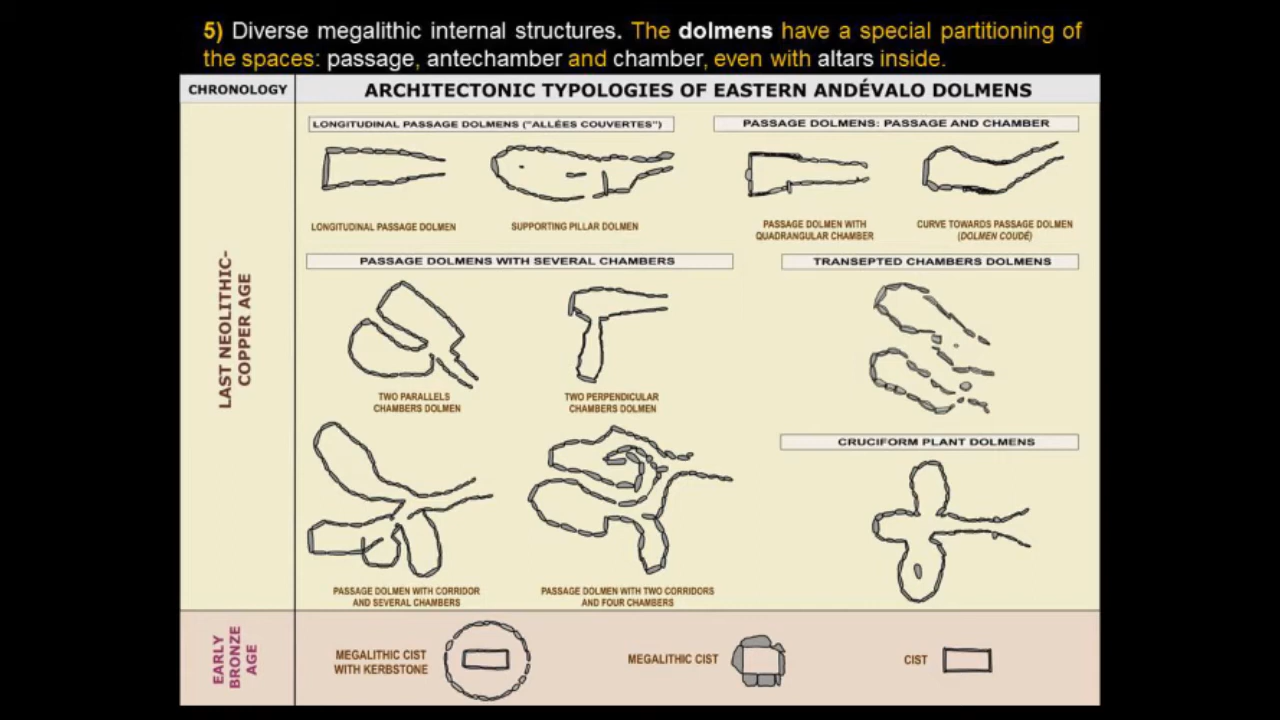 5) Diverse megalithic internal structures. The dolmens have a special partitioning of
the spaces: passage, antechamber and chamber, even with altars inside.
CHRONOLOGY
ARCHITECTONIC TYPOLOGIES OF EASTERN ANDÉVALO DOLMENS
LAST NEOLITHIC-
COPPER AGE
LONGITUDINAL PASSAGE DOLMENS ("ALLÉES COUVERTES")
PASSAGE DOLMENS: PASSAGE AND CHAMBER
LONGITUDINAL PASSAGE DOLMEN
SUPPORTING PILLAR DOLMEN
PASSAGE DOLMEN WITH
QUADRANGULAR CHAMBER
CURVE TOWARDS PASSAGE DOLMEN
(DOLMEN COUDÉ)
PASSAGE DOLMENS WITH SEVERAL CHAMBERS
TRANSEPTED CHAMBERS DOLMENS
TWO PARALLELS
CHAMBERS DOLMEN
TWO PERPENDICULAR
CHAMBERS DOLMEN
CRUCIFORM PLANT DOLMENS
PASSAGE DOLMEN WITH CORRIDOR
AND SEVERAL CHAMBERS
PASSAGE DOLMEN WITH TWO CORRIDORS
AND FOUR CHAMBERS
EARLY
BRONZE
AGE
MEGALITHIC CIST
WITH KERBSTONE
MEGALITHIC CIST
CIST